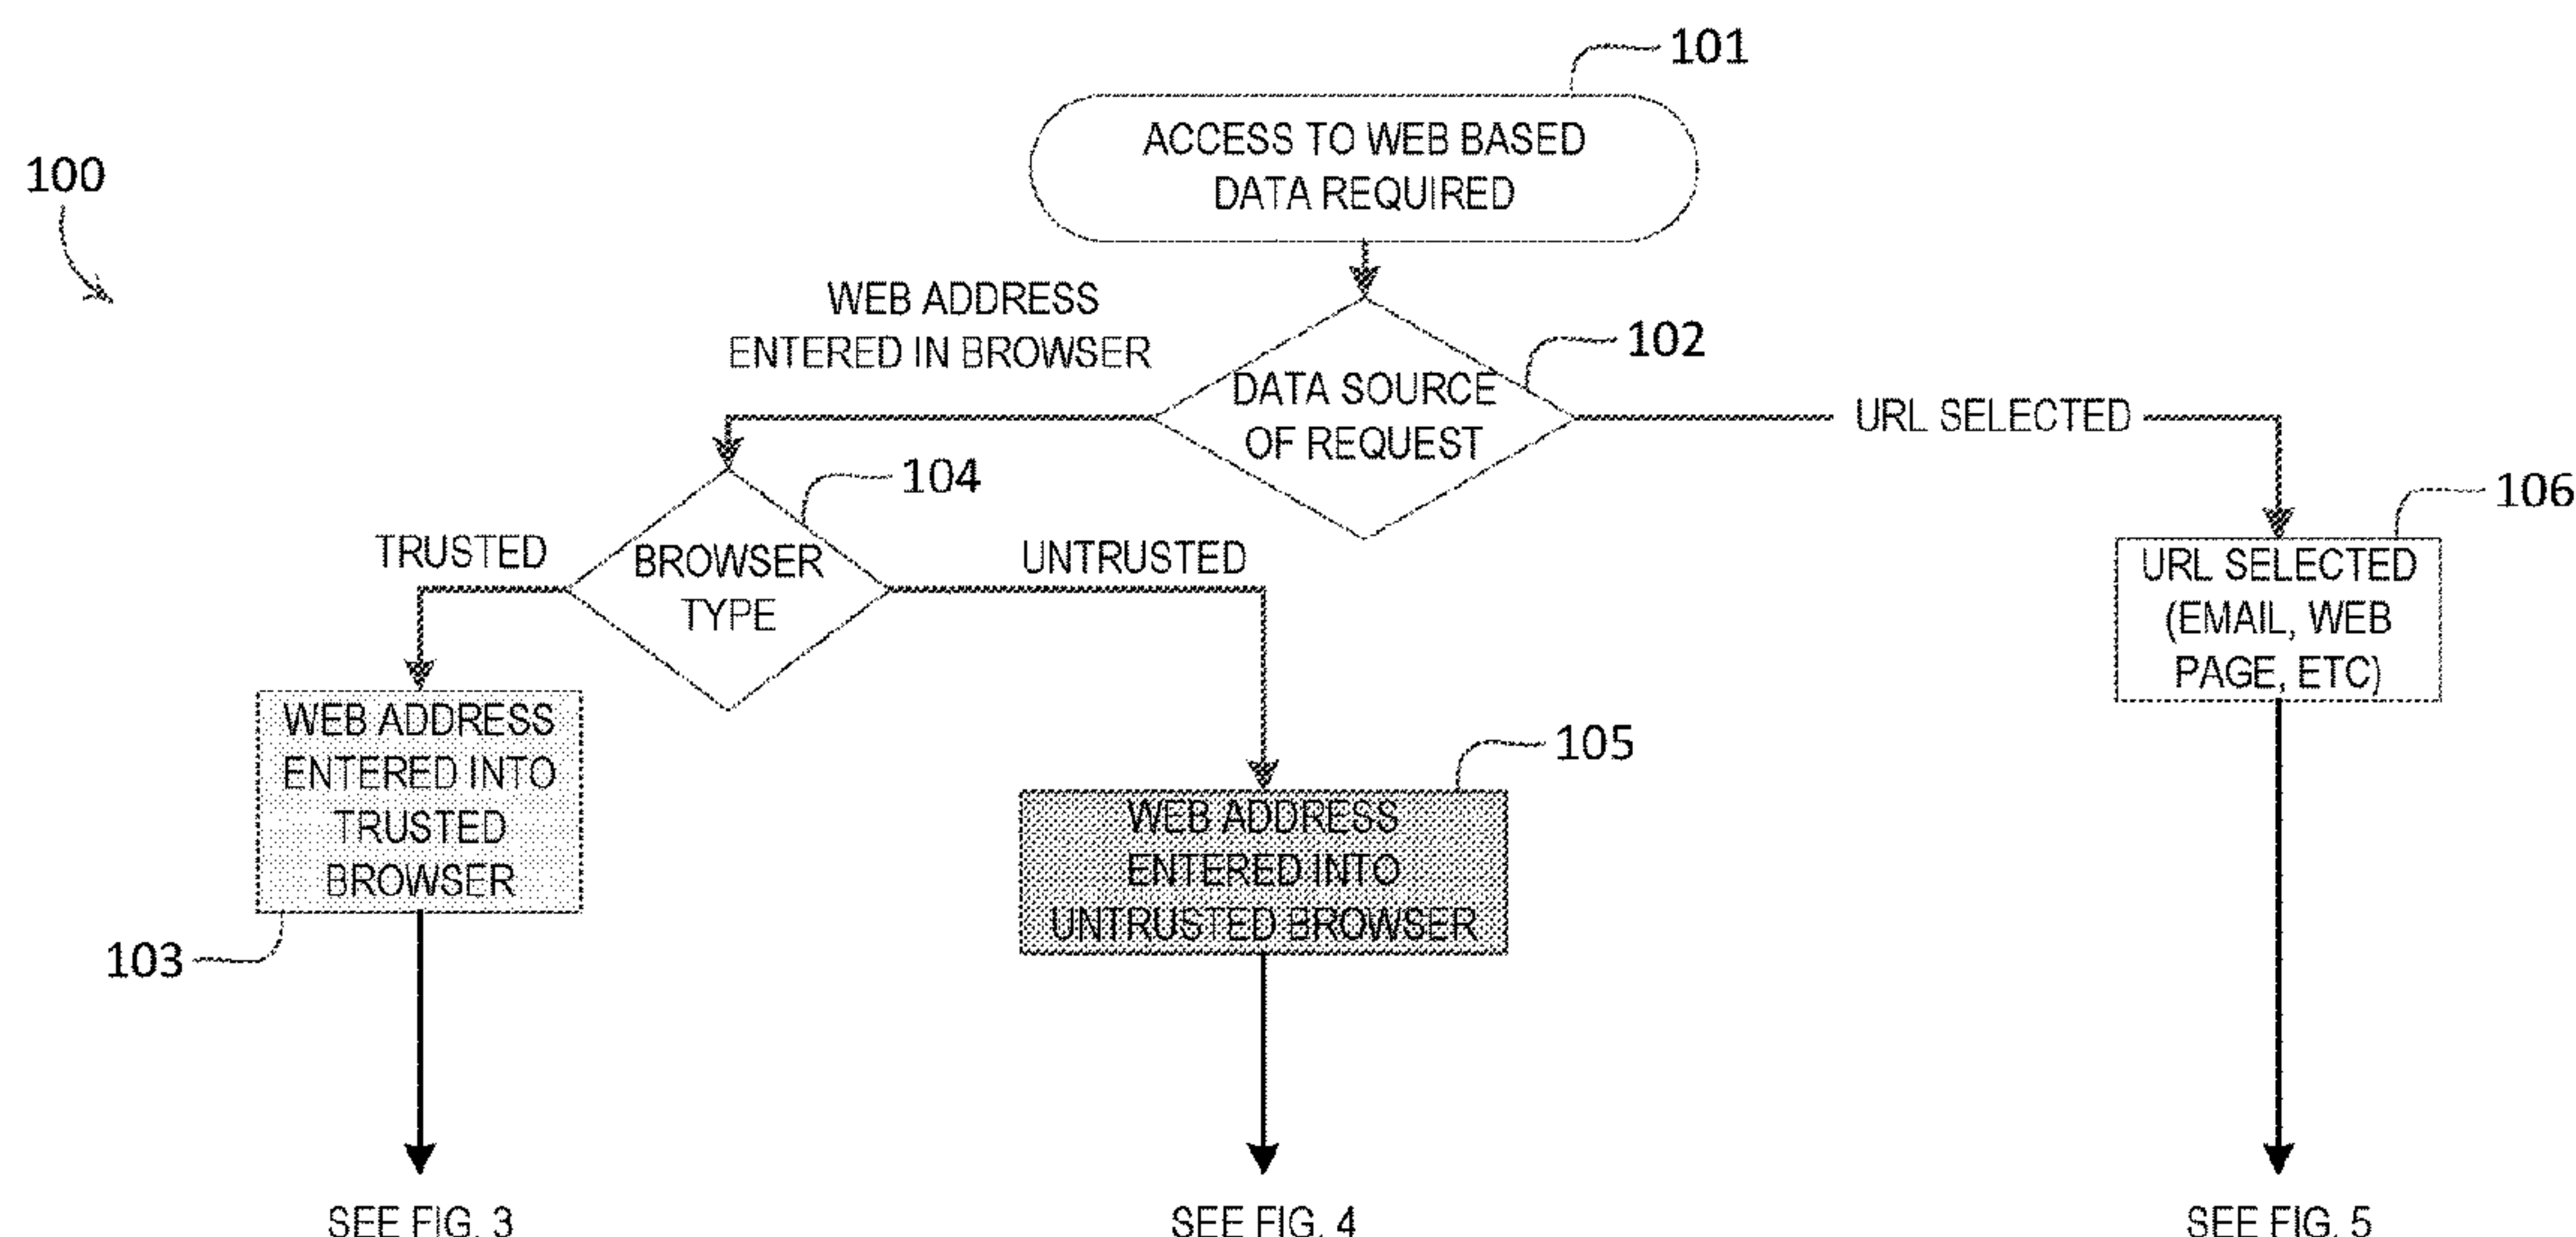 101
ACCESS TO WEB BASED
DATA REQUIRED
100
WEB ADDRESS
ENTERED IN BROWSER
102
DATA SOURCE
OF REQUEST
URL SELECTED
104
106
TRUSTED
BROWSER
TYPE
UNTRUSTED
URL SELECTED
(EMAIL, WEB
PAGE, ETC)
WEB ADDRESS
ENTERED INTO
TRUSTED
BROWSER
103
105
WEB ADDRESS
ENTERED INTO
UNTRUSTED BROWSER
SEE FIG. 3
SEE FIG. 4
SEE FIG. 5